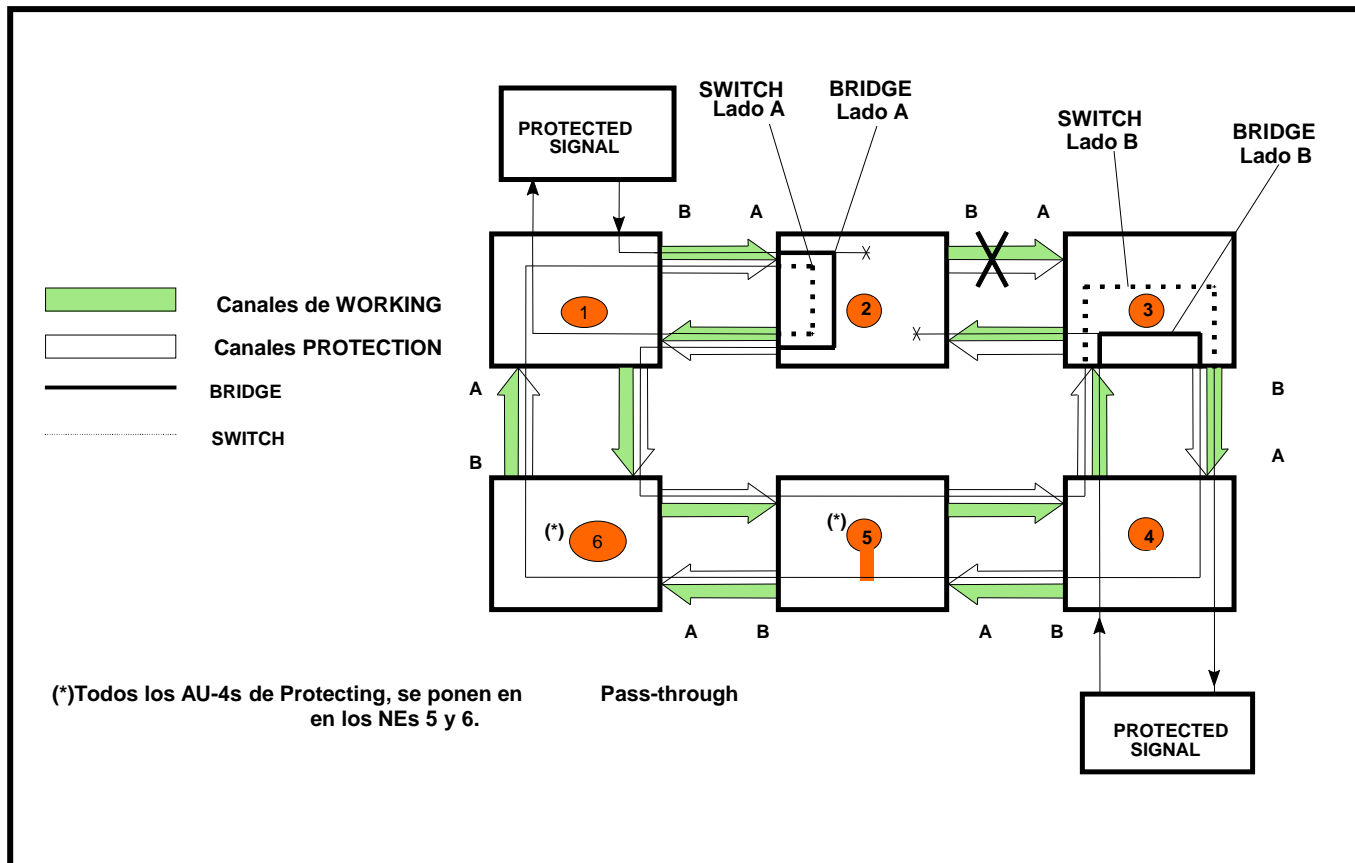 SWITCH
Lado A
BRIDGE
Lado A
SWITCH
Lado B
BRIDGE
Lado B
PROTECTED
SIGNAL
B
A
B
A
1
2
3
Canales de WORKING
Canales PROTECTION
BRIDGE
SWITCH
A
B
B
A
(*)
6
(*)
5
4
A
B
A
B
(*)Todos los AU-4s de Protecting, se ponen en Pass-through
en los NEs 5 y 6.
PROTECTED
SIGNAL